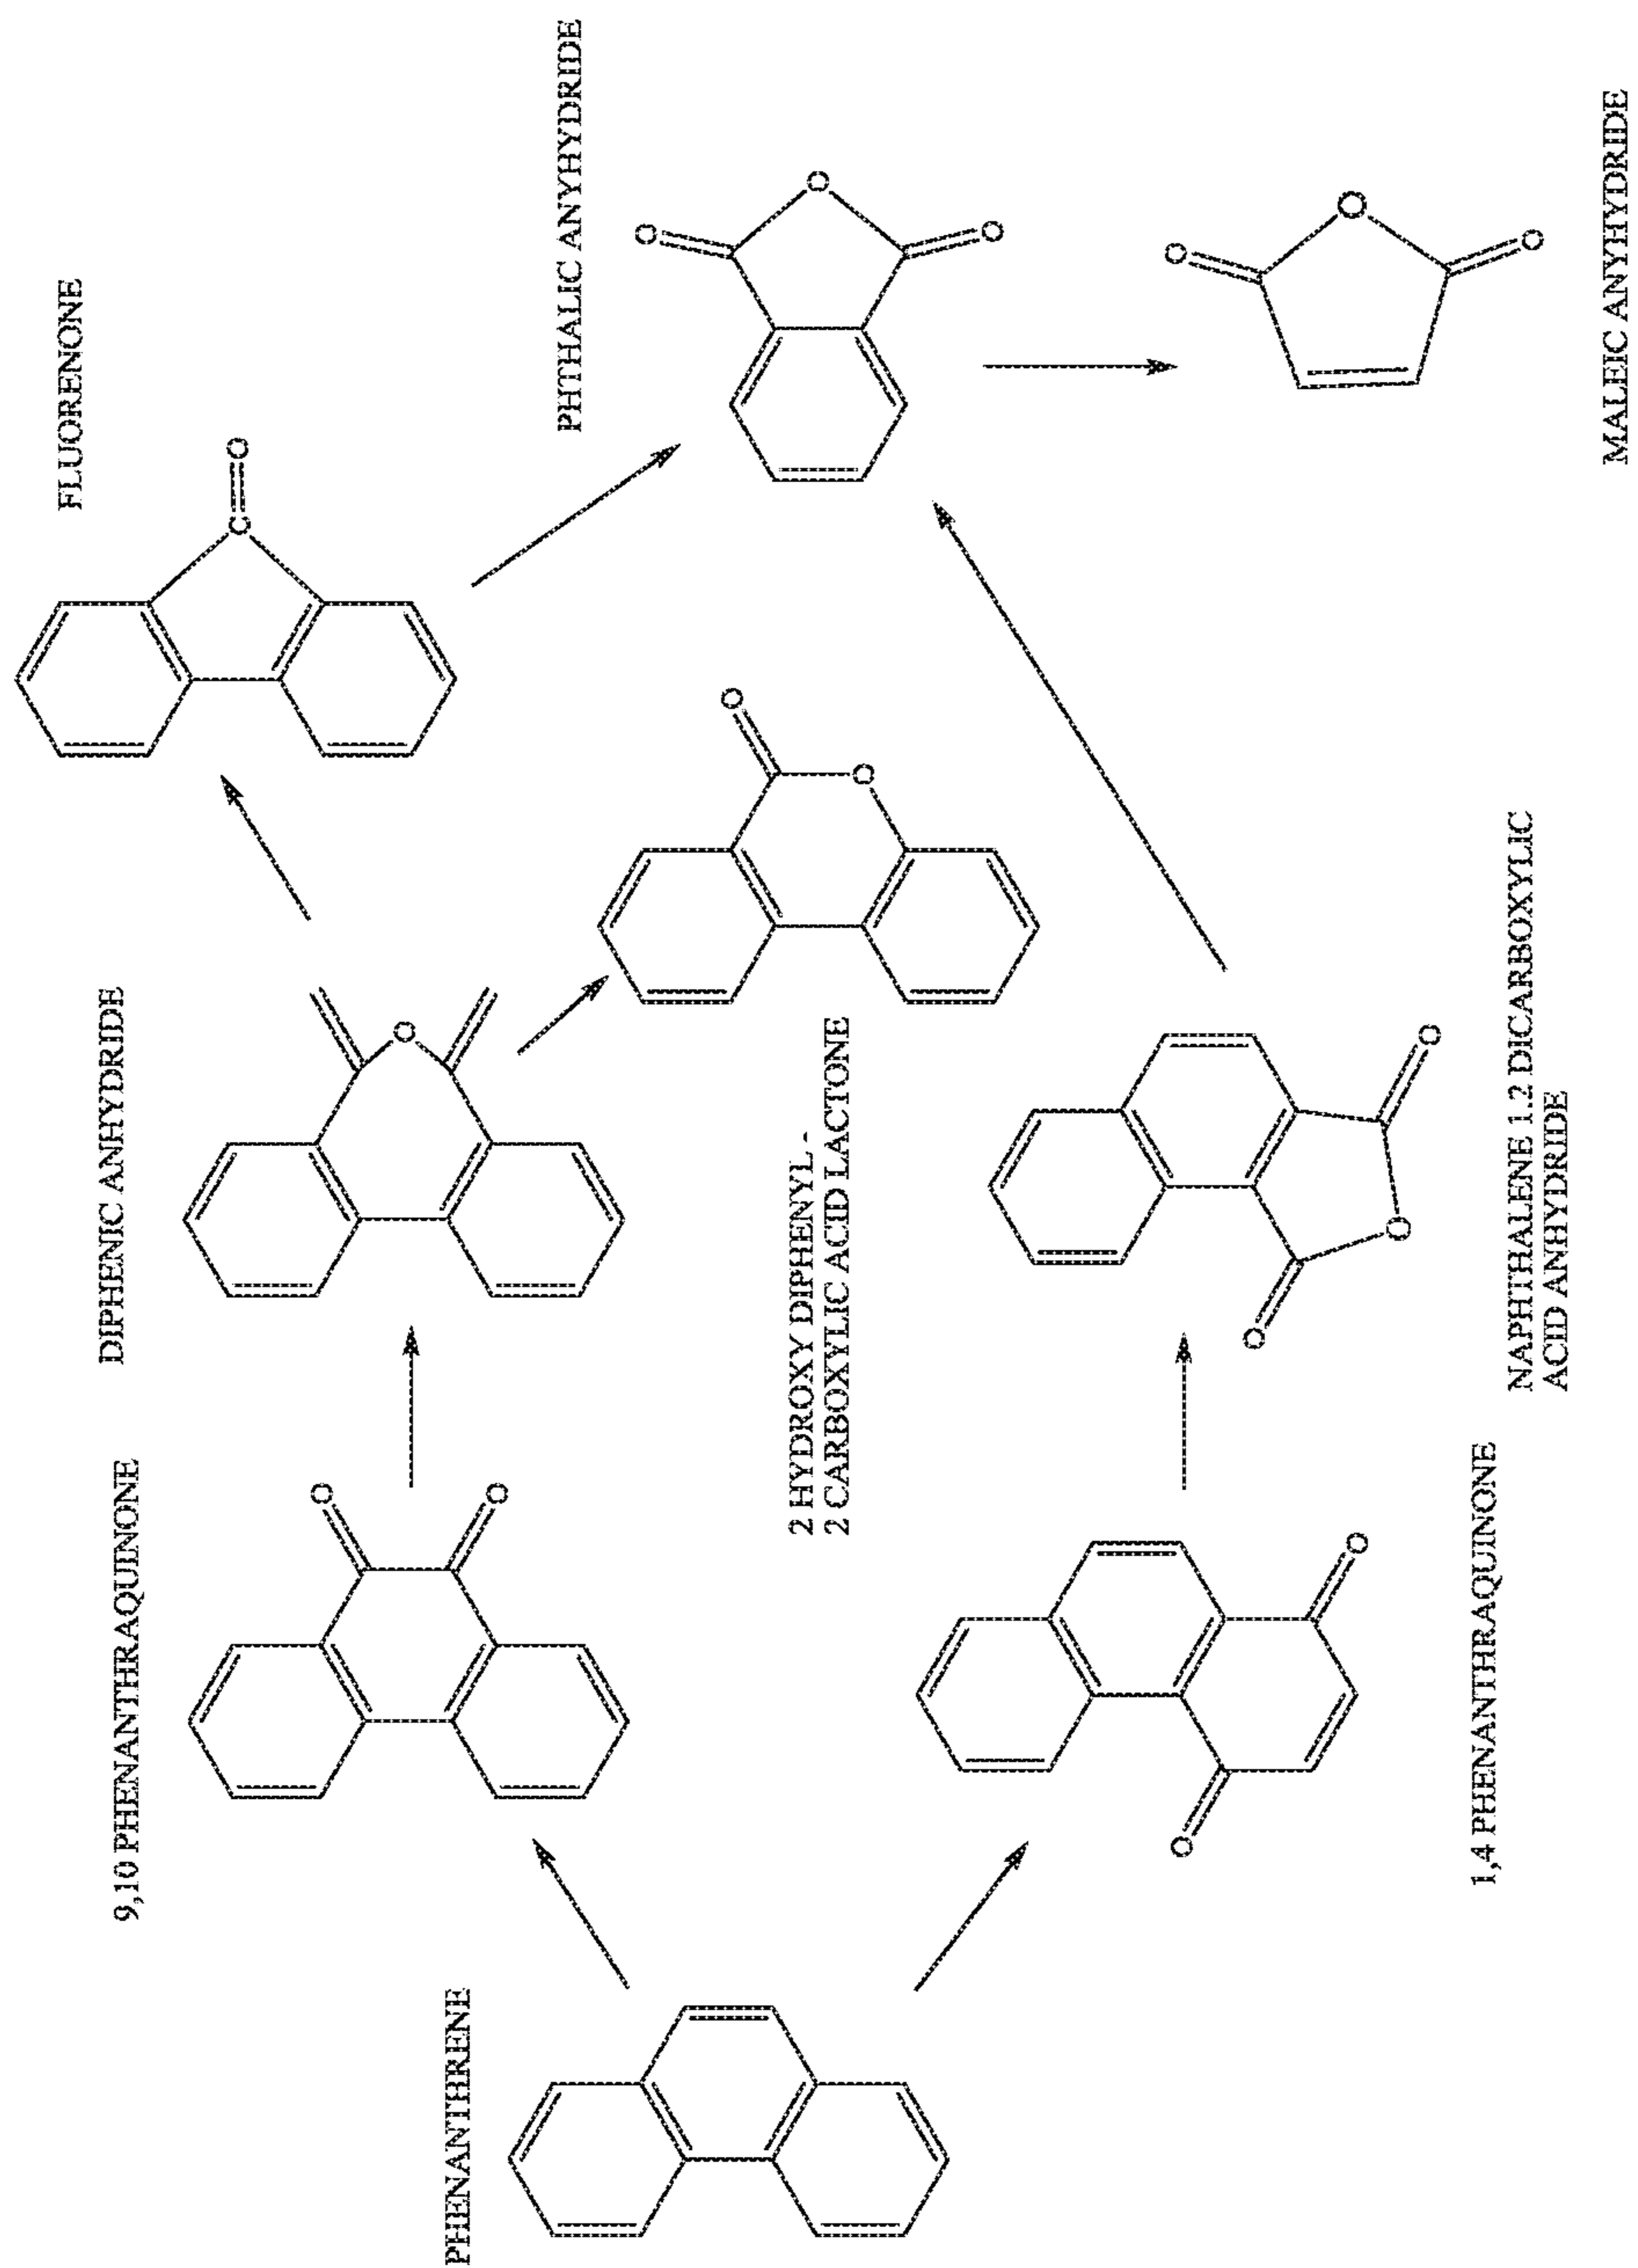 FLUORENONE
C=O
DIPHENIC ANHYDRIDE
O
9,10 PHENANTHRAQUINONE
O
O
PHENANTHRENE
PHTHALIC ANYHYDRIDE
O
O
O
O
O
2 HYDROXY DIPHENYL -
2 CARBOXYLIC ACID LACTONE
O
O
1,4 PHENANTHRAQUINONE
O
O
O
NAPHTHALENE 1.2 DICARBOXYLIC
ACID ANHYDRIDE
O
O
O
MALEIC ANYHYDRIDE